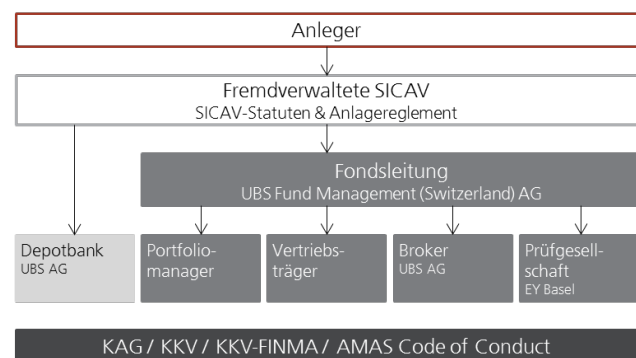 Anleger
Fremdverwaltete SICAV
SICAV-Statuten & Anlagereglement
Fondsleitung
UBS Fund Management (Switzerland) AG
Depotbank
UBS AG
Portfolio-
manager
Vertriebs-
träger
Broker
UBS AG
Prüfgesell-
schaft
EY Basel
KAG / KKV / KKV-FINMA / AMAS Code of Conduct